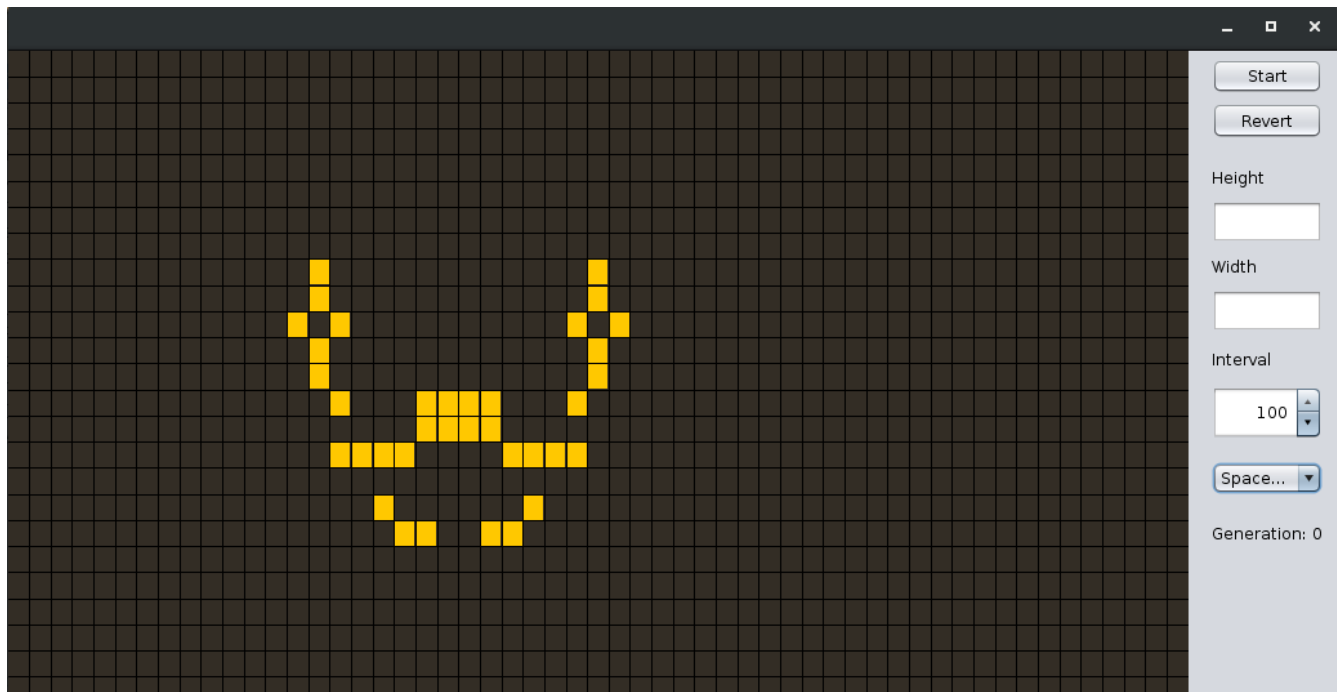 Start
Revert
Height
Width
Interval
100
Space...
Generation: 0